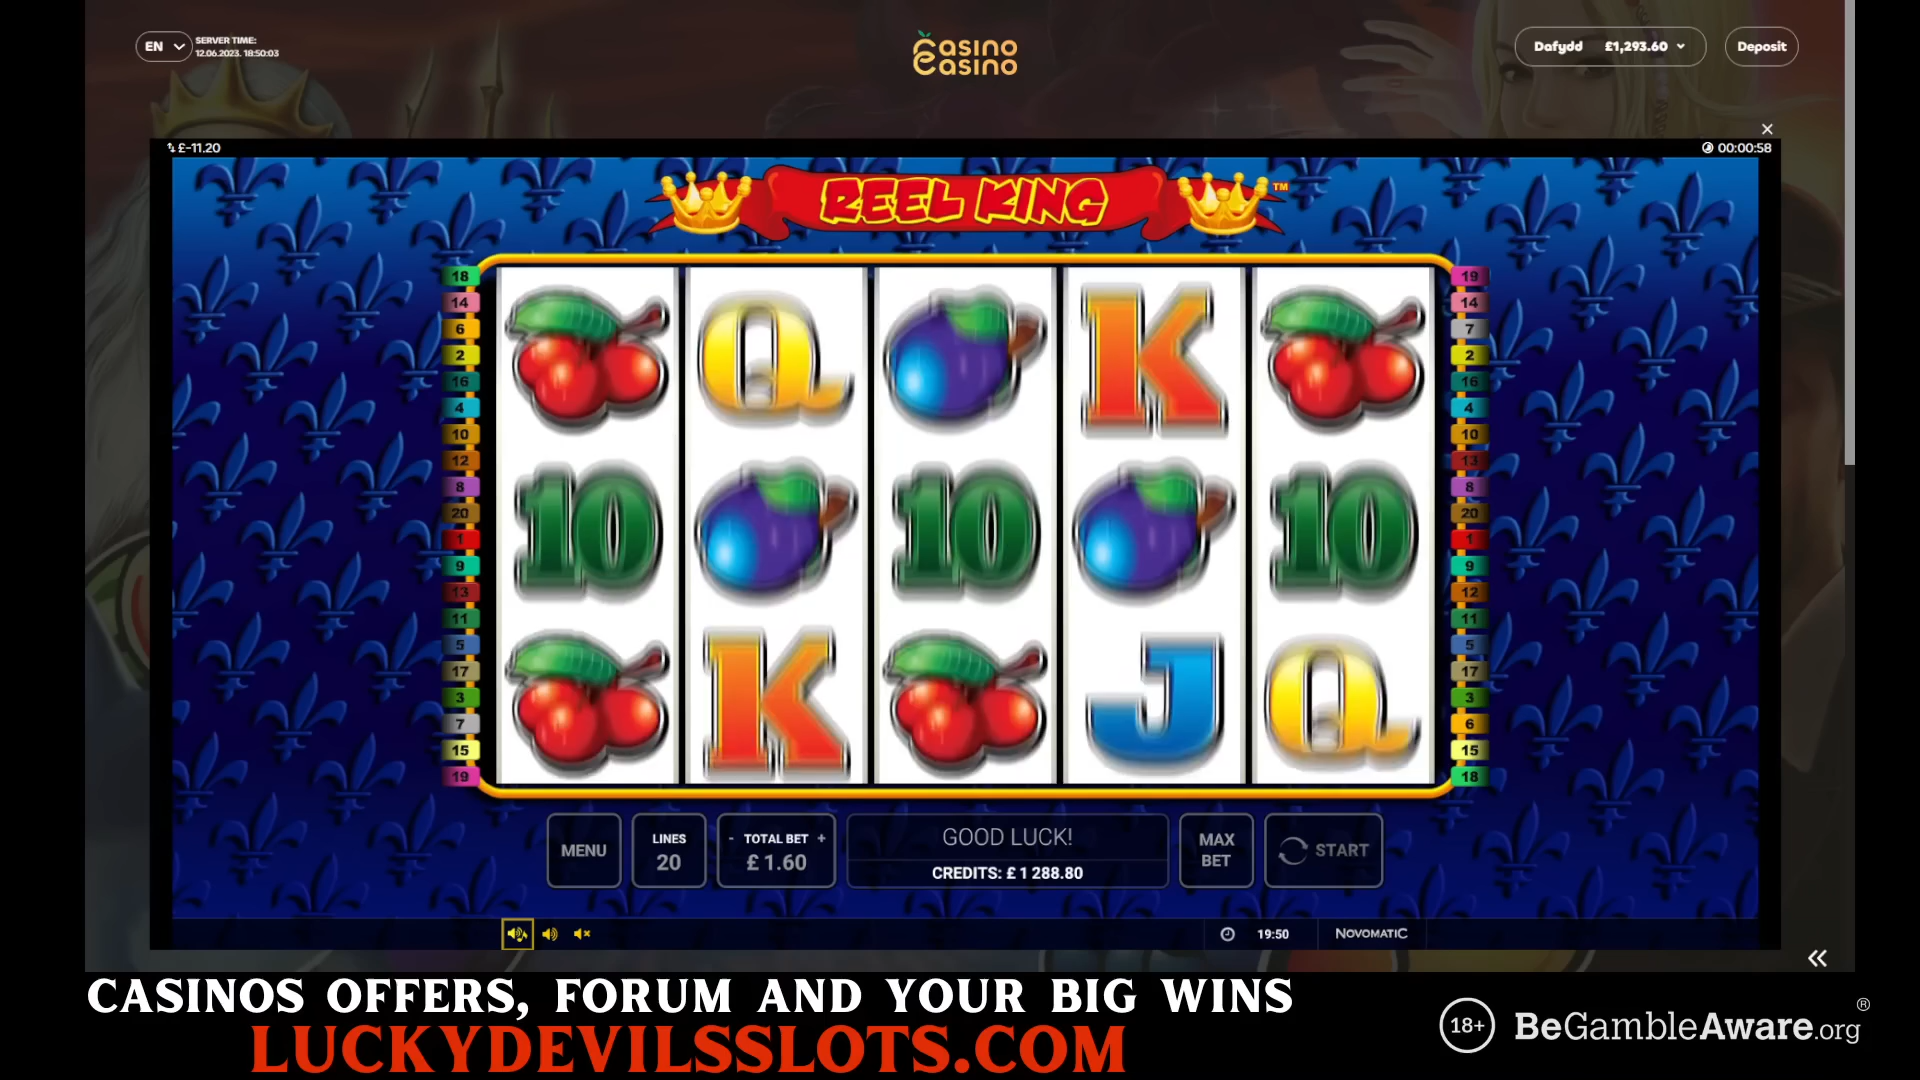 EN
SERVER TIME:
12.06.2023, 18:50:03
Casino
Casino
Dafydd £1,293.60
Deposit
£-11.20
00:00:58
REEL KING™
18 19
14 14
6 7
2 2
16 16
4 4
10 10
12 13
8 8
20 20
1 1
9 9
13 12
11 11
5 5
17 17
3 3
7 6
15 15
19 18
Q K
10 10 10
K J Q
MENU
LINES
20
- TOTAL BET +
£ 1.60
GOOD LUCK!
CREDITS: £ 1 288.80
MAX
BET
START
19:50
NOVOMATIC
CASINOS OFFERS, FORUM AND YOUR BIG WINS
LUCKYDEVILSSLOTS.COM
18+ BeGambleAware.org®